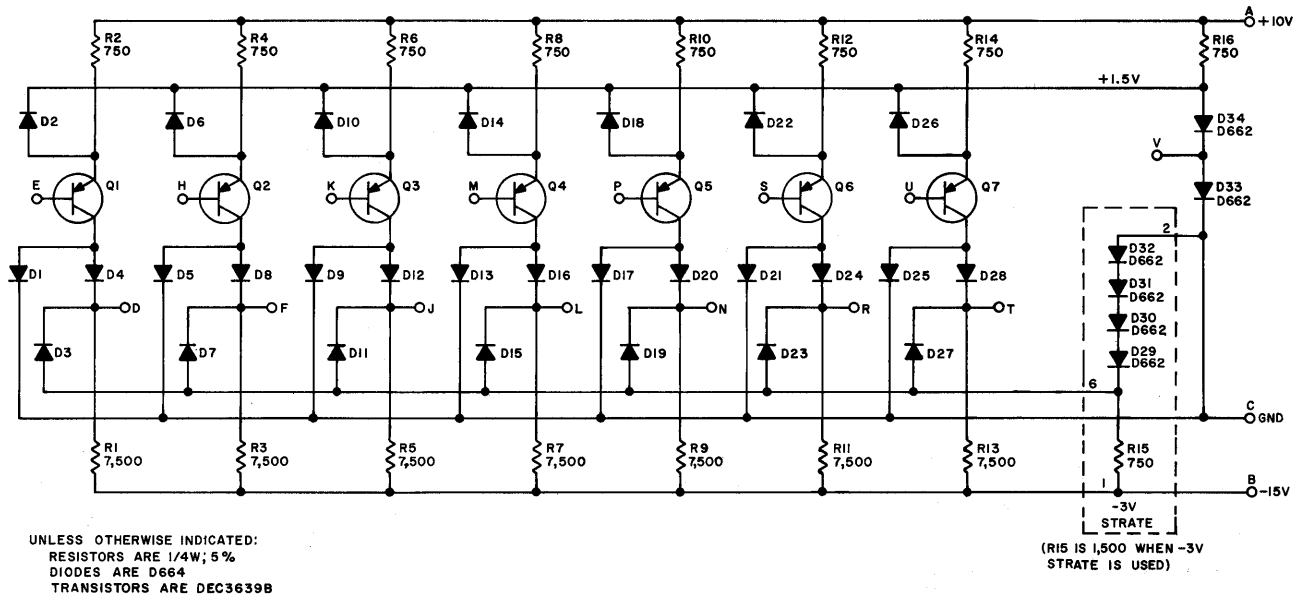 A
+10V
R2
750
R4
750
R6
750
R8
750
R10
750
R12
750
R14
750
R16
750
+1.5V
D2
D6
D10
D14
D18
D22
D26
D34
D662
V
E
Q1
H
Q2
K
Q3
M
Q4
P
Q5
S
Q6
U
Q7
D33
D662
2
D1
D4
D5
D8
D9
D12
D13
D16
D17
D20
D21
D24
D25
D28
D32
D662
D31
D662
D30
D662
D29
D662
D
F
J
L
N
R
T
D3
D7
D11
D15
D19
D23
D27
6
C
GND
R1
7,500
R3
7,500
R5
7,500
R7
7,500
R9
7,500
R11
7,500
R13
7,500
R15
750
1
B
-15V
-3V
STRATE
(R15 IS 1,500 WHEN -3V
STRATE IS USED)
UNLESS OTHERWISE INDICATED:
RESISTORS ARE 1/4W; 5%
DIODES ARE D664
TRANSISTORS ARE DEC3639B